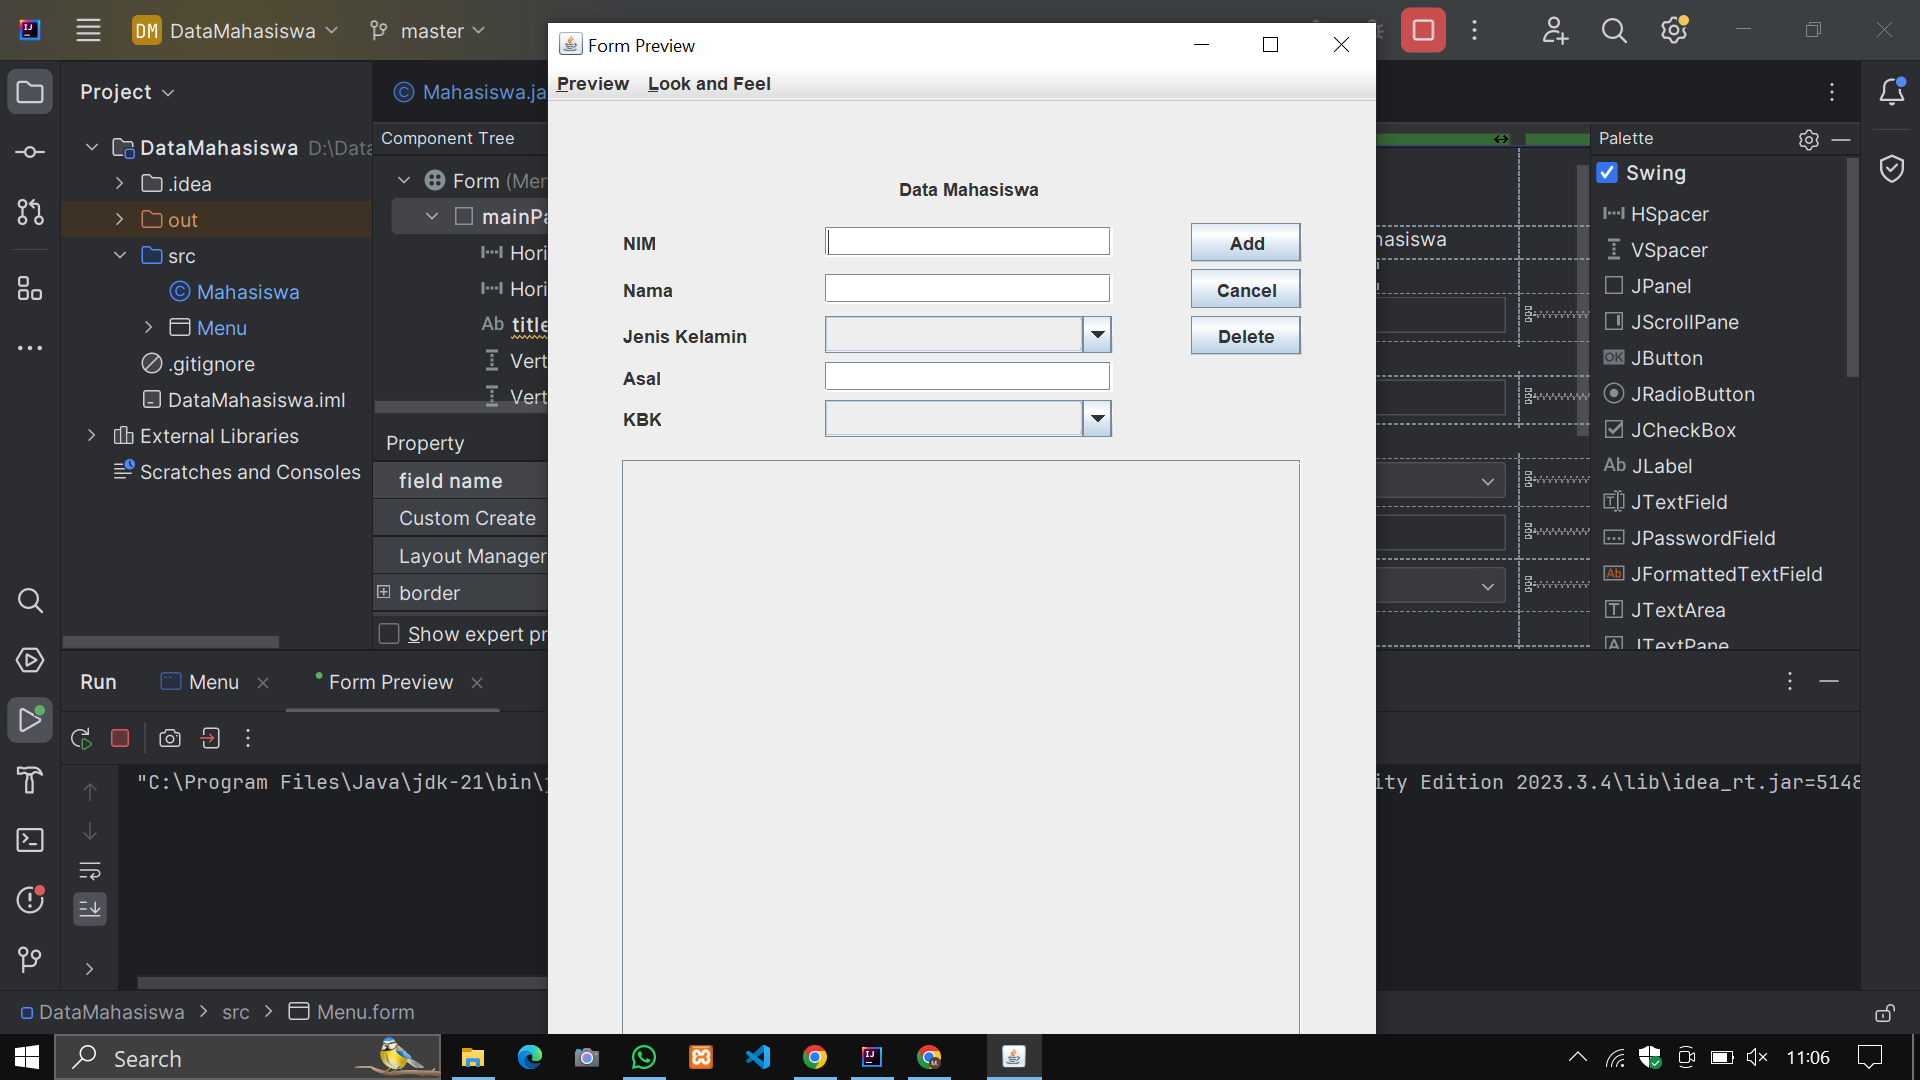 DM DataMahasiswa master
Form Preview
Preview Look and Feel
Project
Mahasiswa.ja
DataMahasiswa D:\Data
.idea
out
src
Mahasiswa
Menu
.gitignore
DataMahasiswa.iml
External Libraries
Scratches and Consoles
Component Tree
Form (Men
mainPa
Hori
Hori
Ab title
Vert
Vert
Property
field name
Custom Create
Layout Manager
border
Show expert pr
Data Mahasiswa
NIM
Add
Nama
Cancel
Jenis Kelamin
Delete
Asal
KBK
hasiswa
Palette
Swing
HSpacer
VSpacer
JPanel
JScrollPane
OK JButton
JRadioButton
JCheckBox
Ab JLabel
JTextField
JPasswordField
Ab JFormattedTextField
JTextArea
JTextPane
Run Menu Form Preview
"C:\Program Files\Java\jdk-21\bin\j
ity Edition 2023.3.4\lib\idea_rt.jar=5148
DataMahasiswa > src > Menu.form
Search
11:06